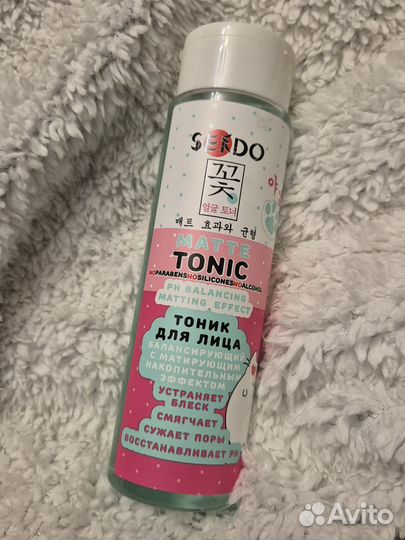 SENDO
꽃
얼굴 토너
매트 효과와 균형
MATTE
TONIC
NO PARABENS NO SILICONES NO ALCOHOL
PH BALANCING
MATTING EFFECT
ТОНИК
ДЛЯ ЛИЦА
БАЛАНСИРУЮЩИЙ
С МАТИРУЮЩИМ
НАКОПИТЕЛЬНЫМ
ЭФФЕКТОМ
УСТРАНЯЕТ
БЛЕСК
СМЯГЧАЕТ
СУЖАЕТ ПОРЫ
ВОССТАНАВЛИВАЕТ PH
Avito